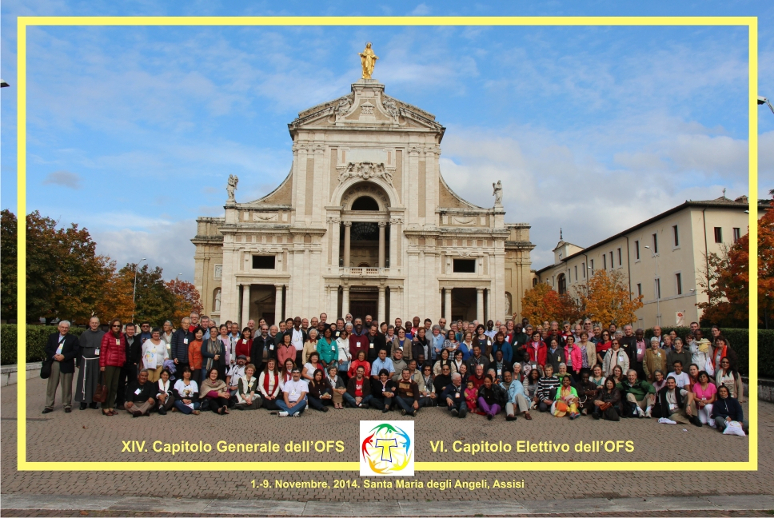 XIV. Capitolo Generale dell'OFS
VI. Capitolo Elettivo dell'OFS
1.-9. Novembre, 2014. Santa Maria degli Angeli, Assisi